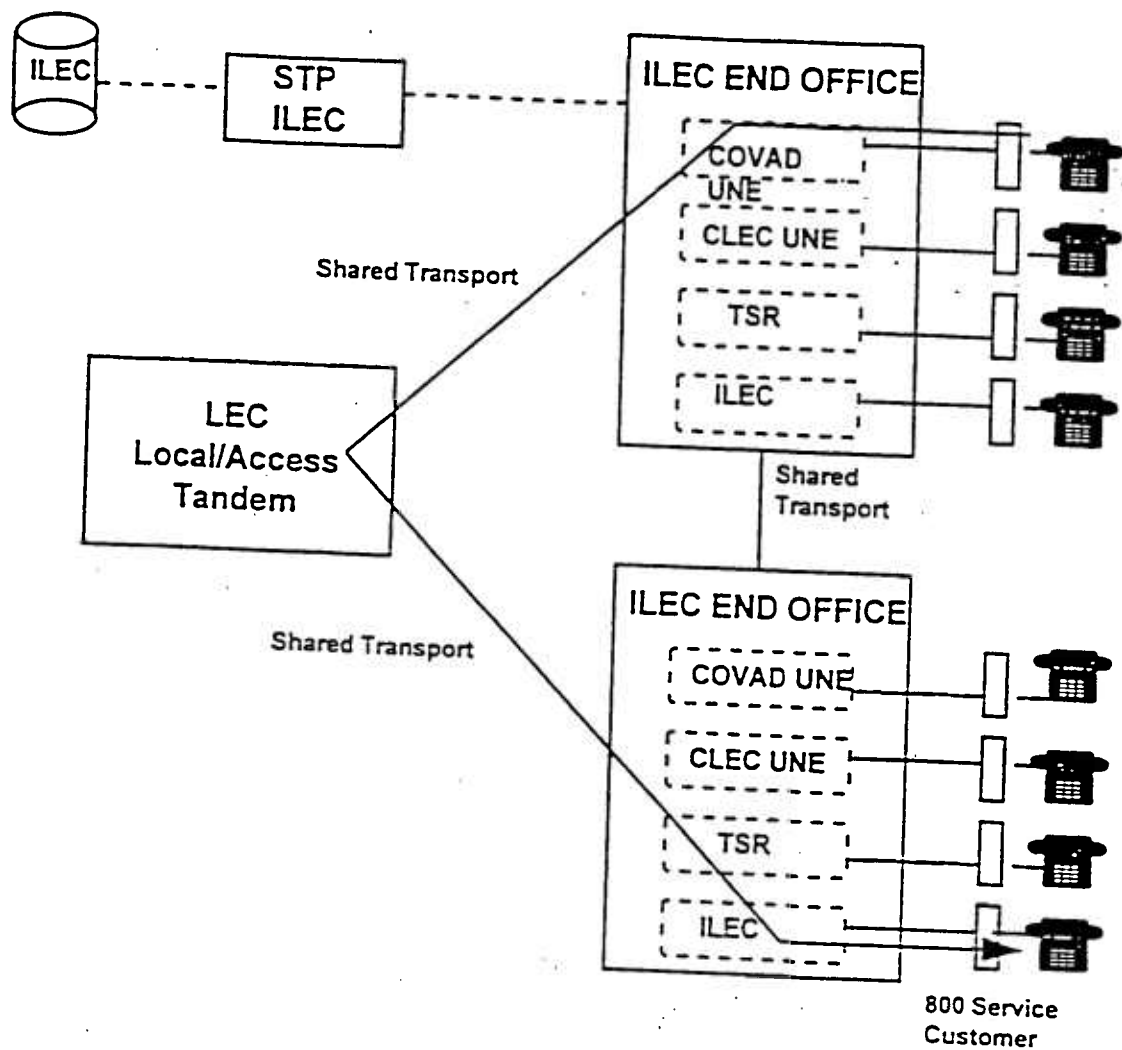 ILEC
STP
ILEC
ILEC END OFFICE
COVAD
UNE
CLEC UNE
TSR
ILEC
Shared Transport
LEC
Local/Access
Tandem
Shared
Transport
ILEC END OFFICE
Shared Transport
COVAD UNE
CLEC UNE
TSR
ILEC
800 Service
Customer